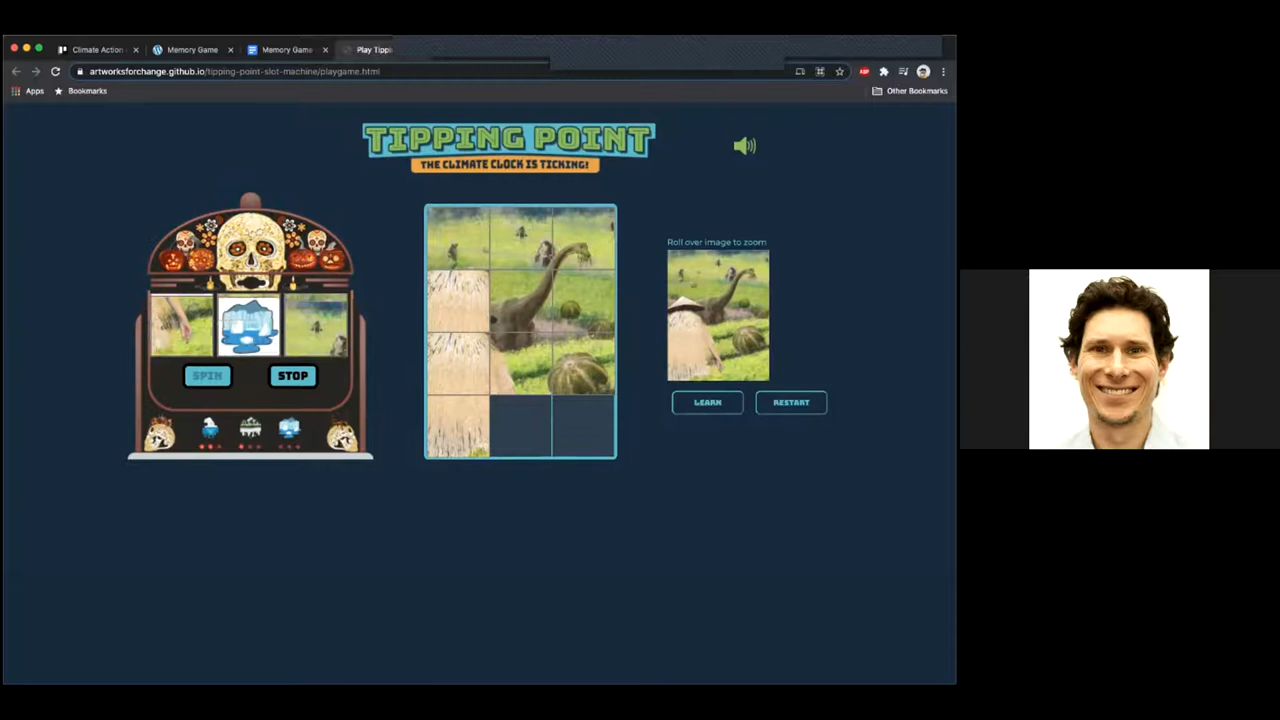 Climate Action
Memory Game
Memory Game
Play Tippi
artworksforchange.github.io/tipping-point-slot-machine/playgame.html
ABP
Apps
Bookmarks
Other Bookmarks
TIPPING POINT
THE CLIMATE CLOCK IS TICKING!
Roll over image to zoom
SPIN
STOP
LEARN
RESTART